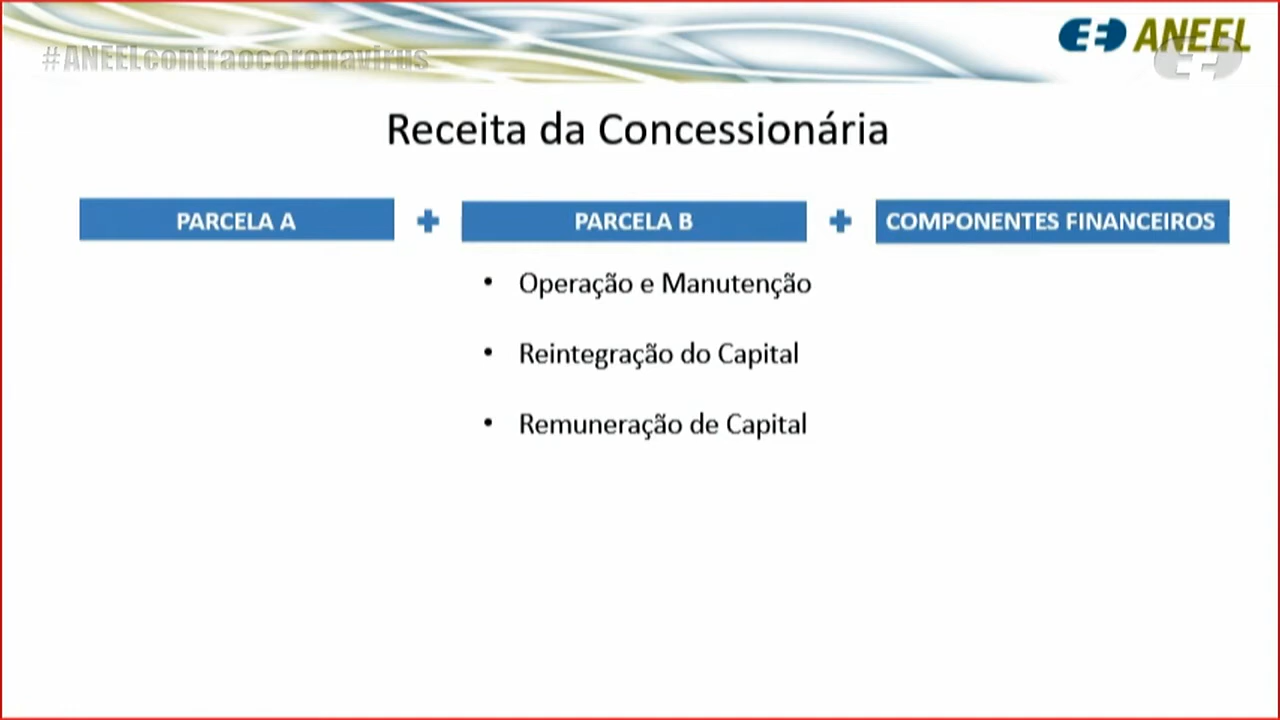 #ANEELcontraocoronavirus
ANEEL
Receita da Concessionária
PARCELA A + PARCELA B + COMPONENTES FINANCEIROS
• Operação e Manutenção
• Reintegração do Capital
• Remuneração de Capital